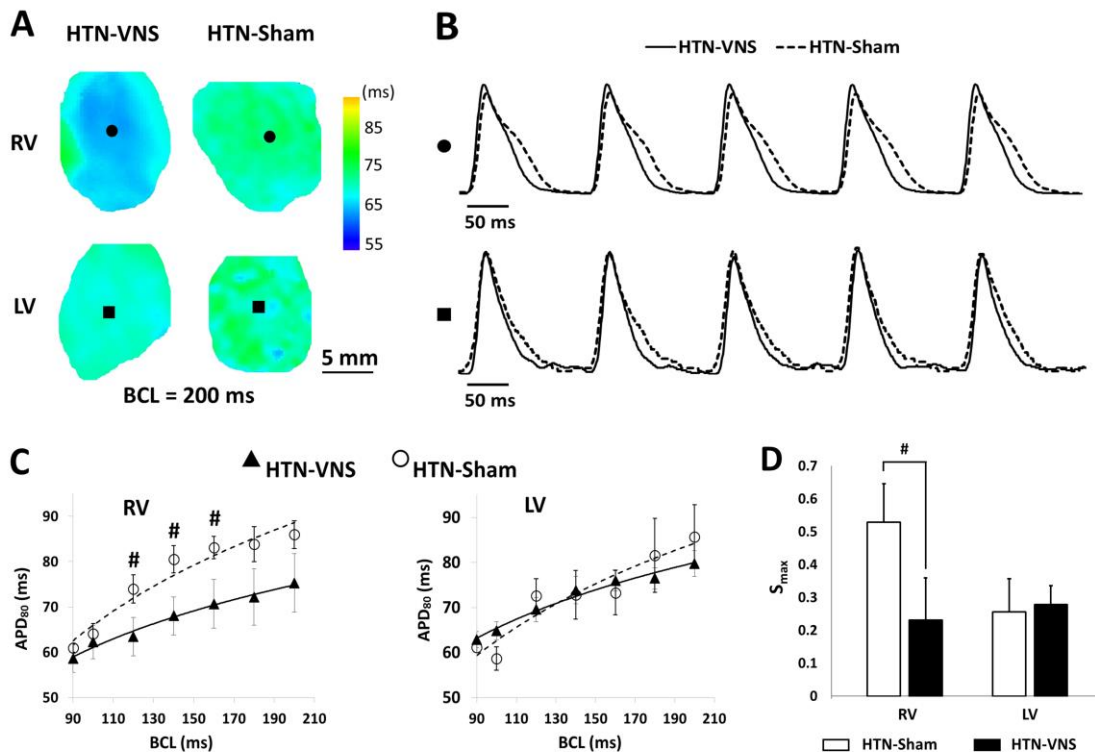 A
HTN-VNS HTN-Sham
(ms)
RV
85
75
65
55
LV
5 mm
BCL = 200 ms
B
HTN-VNS HTN-Sham
50 ms
50 ms
C
HTN-VNS HTN-Sham
RV
# # #
APD80 (ms)
90
80
70
60
50
90 110 130 150 170 190 210
BCL (ms)
LV
APD80 (ms)
90
80
70
60
50
90 110 130 150 170 190 210
BCL (ms)
D
#
Smax
0.7
0.6
0.5
0.4
0.3
0.2
0.1
0
RV LV
HTN-Sham HTN-VNS